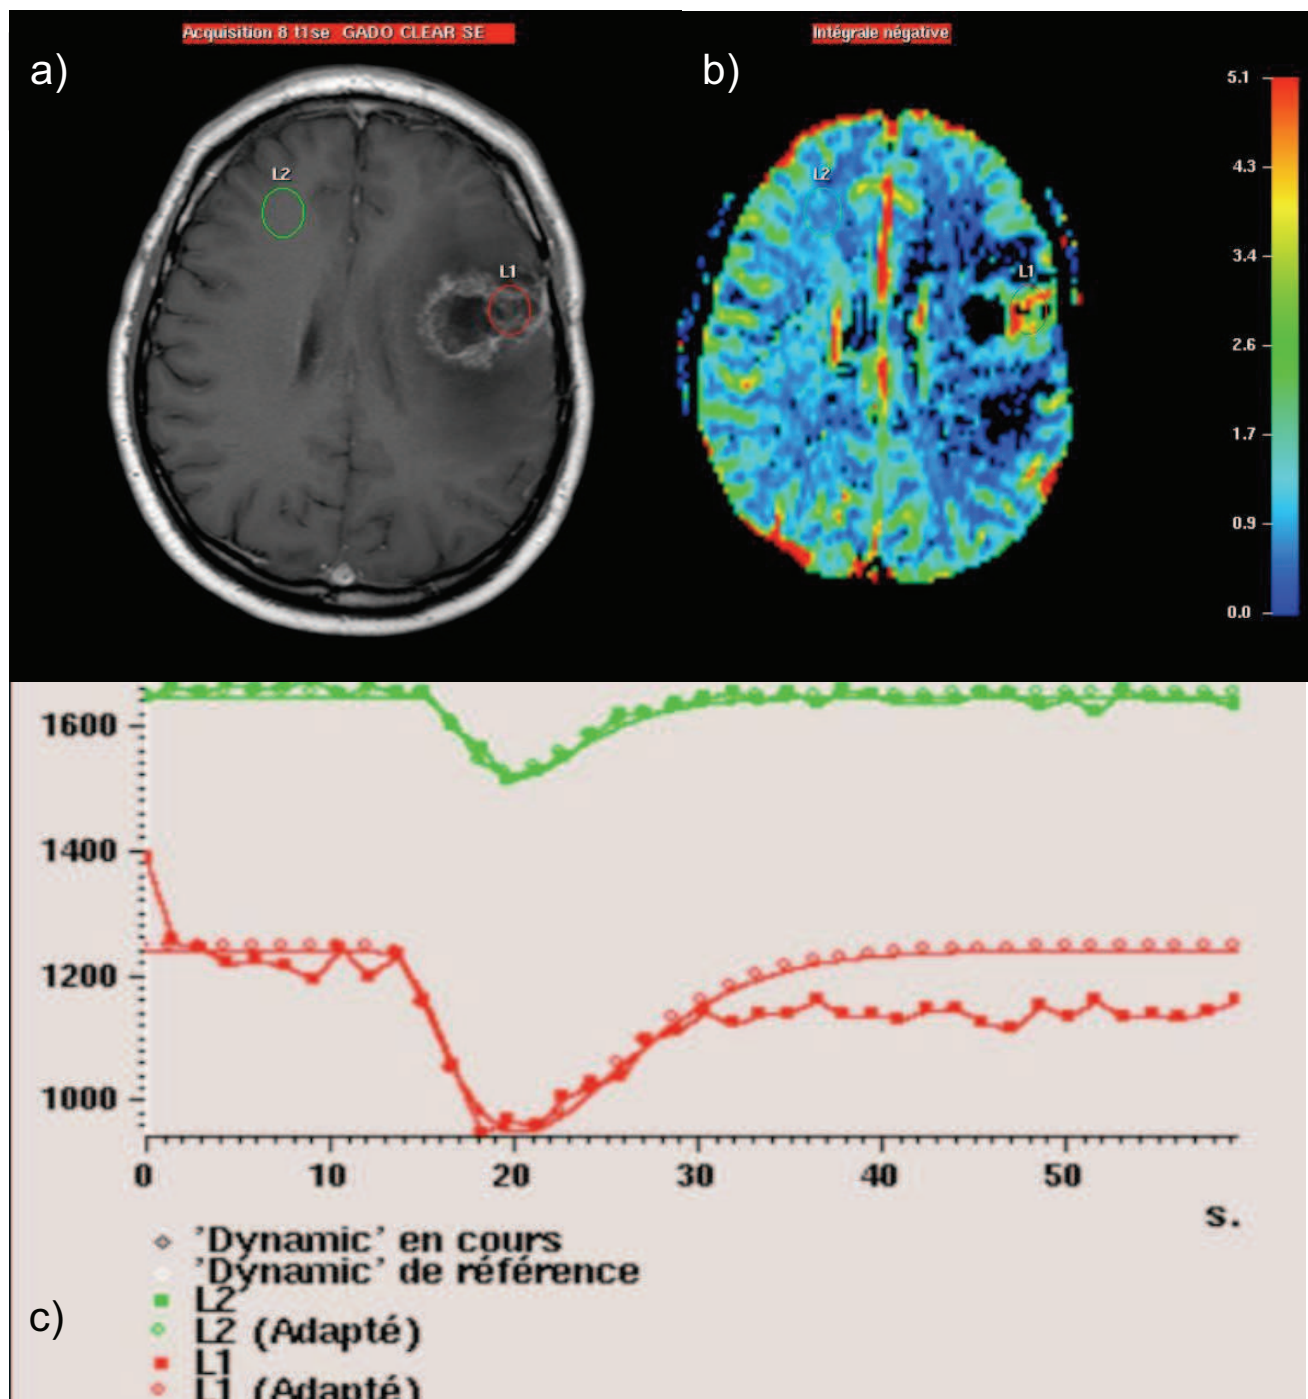 Acquisition 8 t1se GADO CLEAR SE
a)
L2
L1
Intégrale négative
b)
L2
L1
5.1
4.3
3.4
2.6
1.7
0.9
0.0
1600
1400
1200
1000
0 10 20 30 40 50
s.
'Dynamic' en cours
'Dynamic' de référence
L2
L2 (Adapté)
L1
L1 (Adapté)
c)